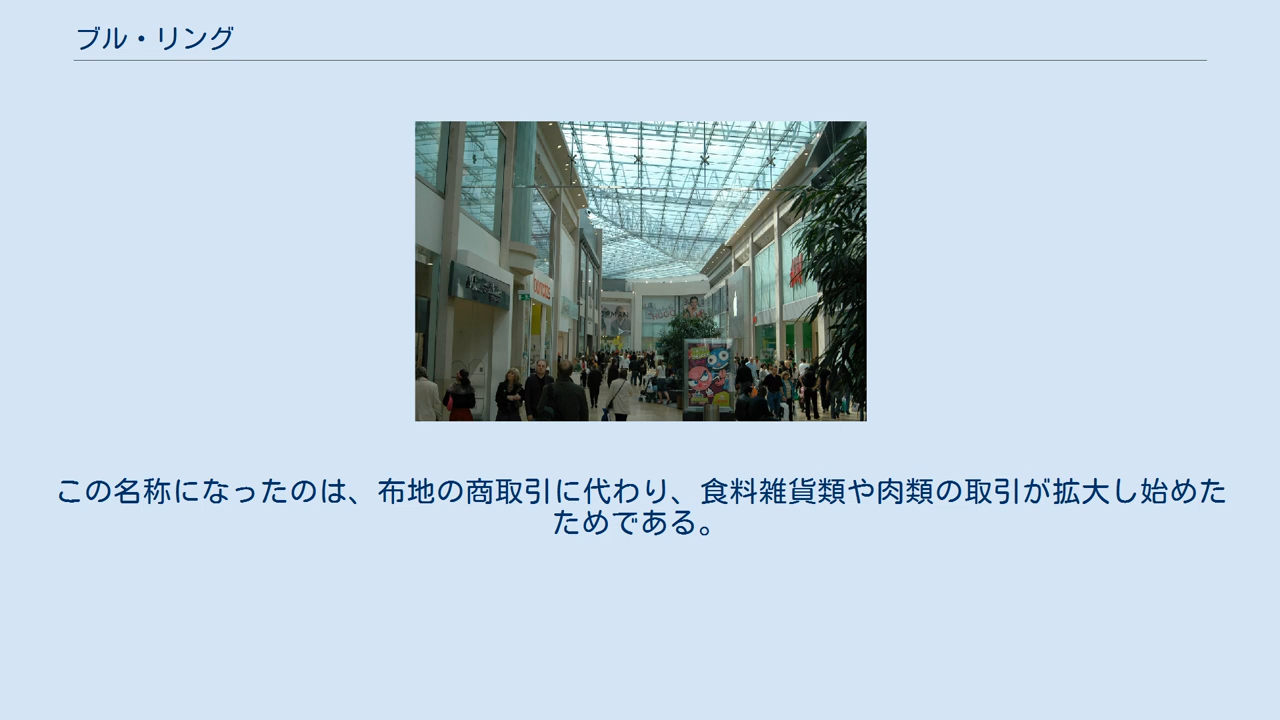 ブル・リング
この名称になったのは、布地の商取引に代わり、食料雑貨類や肉類の取引が拡大し始めた
ためである。